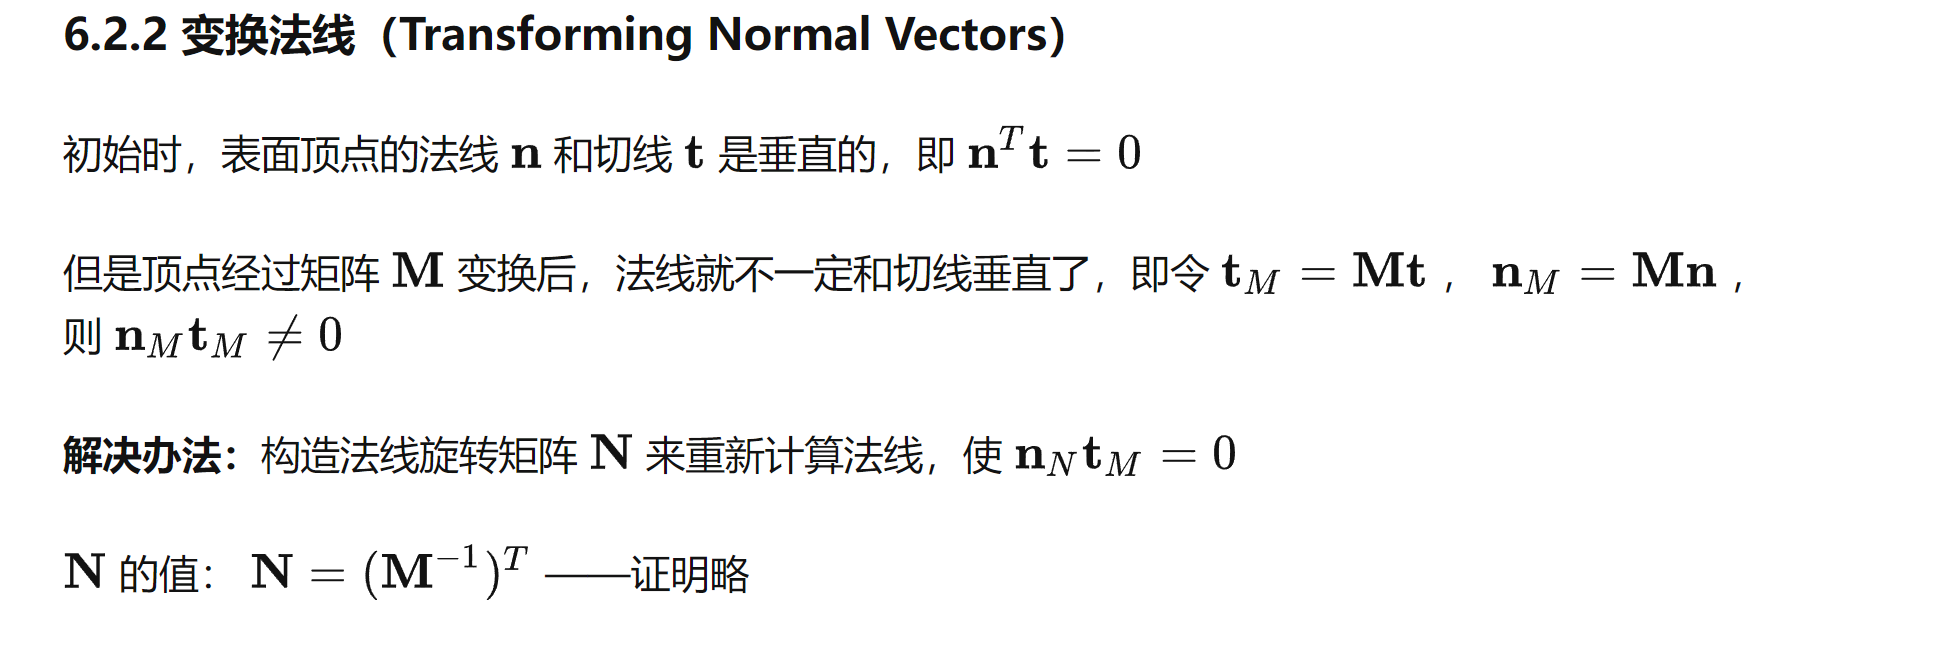 6.2.2 变换法线（Transforming Normal Vectors）
初始时，表面顶点的法线 $\mathbf{n}$ 和切线 $\mathbf{t}$ 是垂直的，即 $\mathbf{n}^T\mathbf{t} = 0$
但是顶点经过矩阵 $\mathbf{M}$ 变换后，法线就不一定和切线垂直了，即令 $\mathbf{t}_M = \mathbf{M}\mathbf{t}$ ， $\mathbf{n}_M = \mathbf{M}\mathbf{n}$ ，
则 $\mathbf{n}_M\mathbf{t}_M \neq 0$
解决办法：构造法线旋转矩阵 $\mathbf{N}$ 来重新计算法线，使 $\mathbf{n}_N\mathbf{t}_M = 0$
$\mathbf{N}$ 的值： $\mathbf{N} = (\mathbf{M}^{-1})^T$ ——证明略